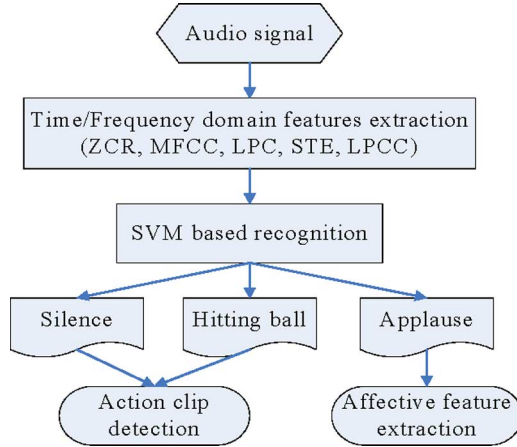 Audio signal
Time/Frequency domain features extraction
(ZCR, MFCC, LPC, STE, LPCC)
SVM based recognition
Silence
Hitting ball
Applause
Action clip
detection
Affective feature
extraction